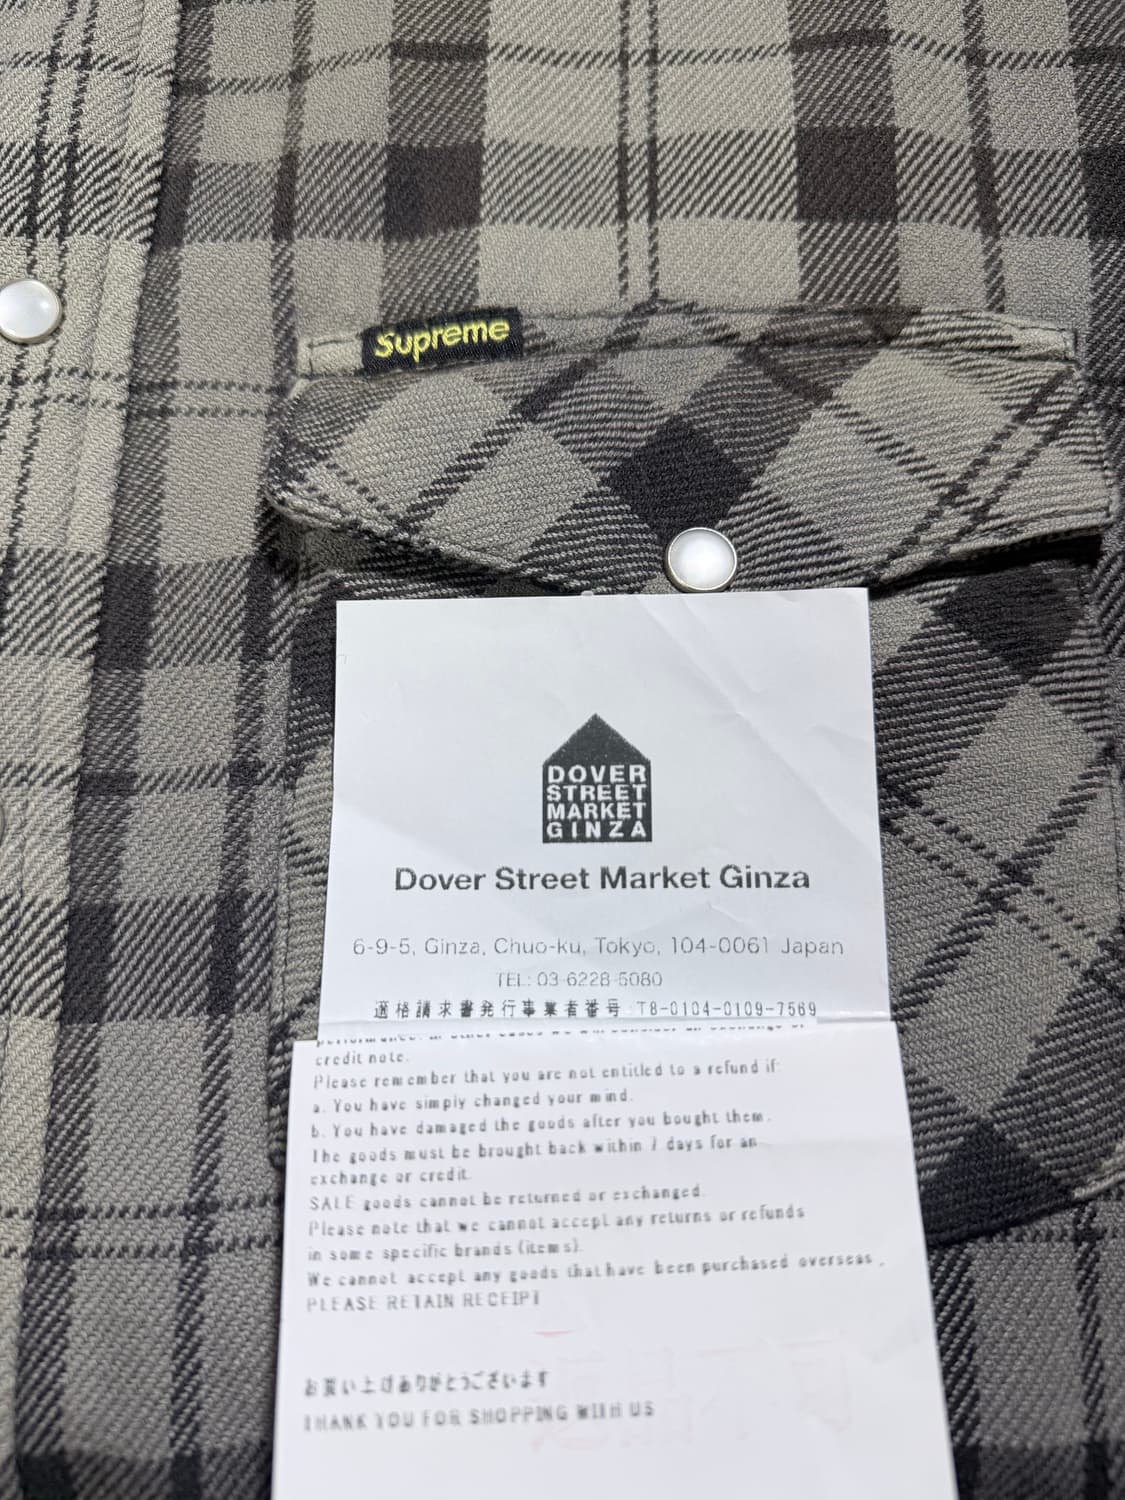 Supreme
DOVER
STREET
MARKET
GINZA
Dover Street Market Ginza
6-9-5, Ginza, Chuo-ku, Tokyo, 104-0061 Japan
TEL: 03-6228-5080
適格請求書発行事業者番号 T8-0104-0109-7569
credit note.
Please remember that you are not entitled to a refund if:
a. You have simply changed your mind.
b. You have damaged the goods after you bought them.
The goods must be brought back within 7 days for an
exchange or credit.
SALE goods cannot be returned or exchanged.
Please note that we cannot accept any returns or refunds
in some specific brands (items).
We cannot accept any goods that have been purchased overseas.
PLEASE RETAIN RECEIPT
お買い上げありがとうございます
THANK YOU FOR SHOPPING WITH US